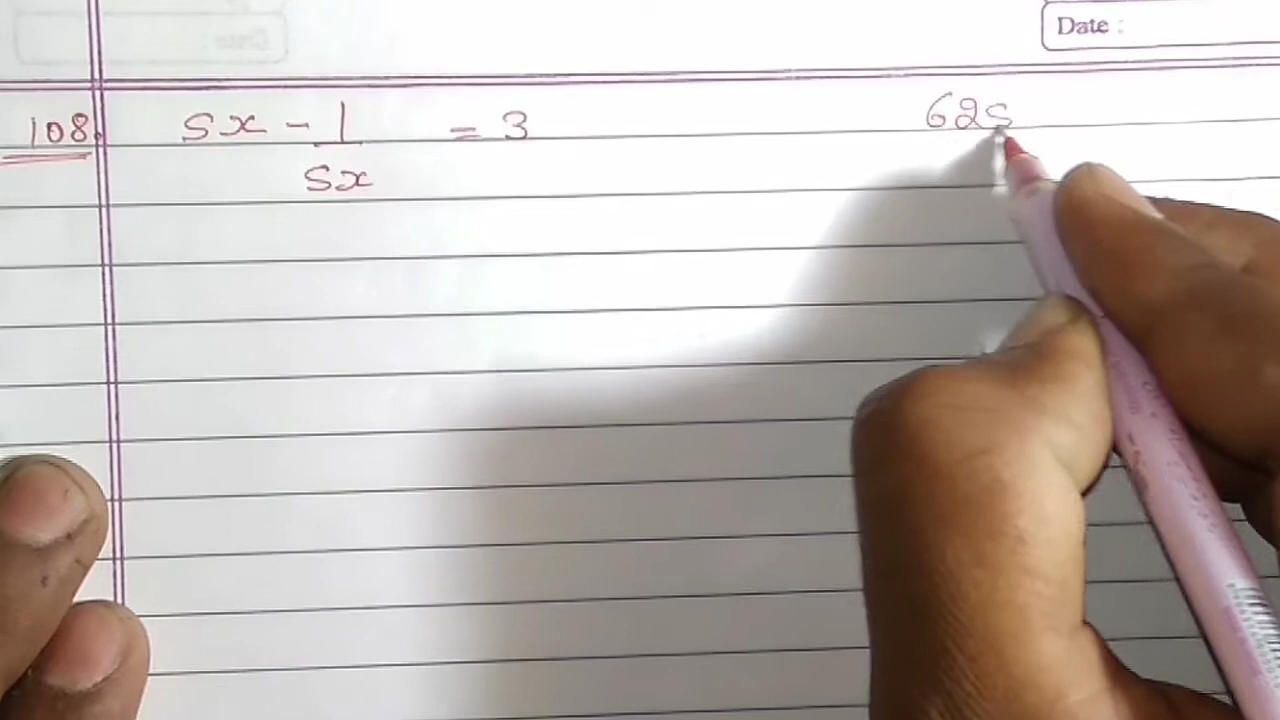 Date :
108. 5x - 1/5x = 3
625